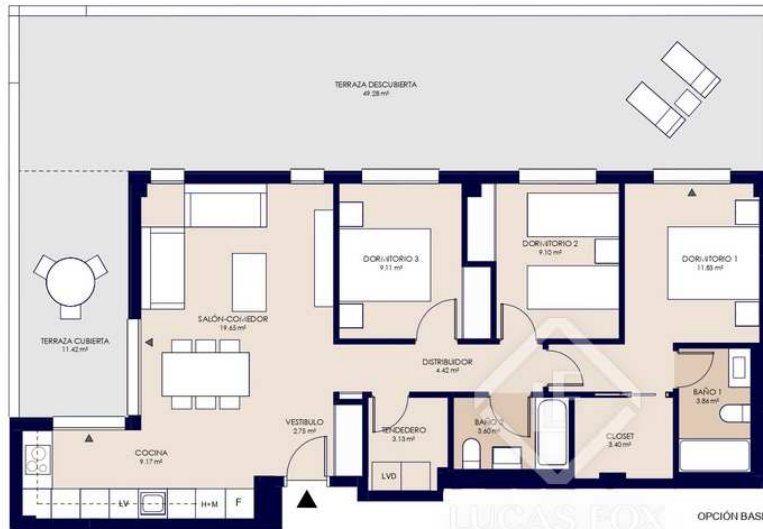 TERRAZA DESCUBIERTA
49.28 m²
DORMITORIO 3
9.11 m²
DORMITORIO 2
9.10 m²
DORMITORIO 1
11.85 m²
SALÓN-COMEDOR
19.65 m²
TERRAZA CUBIERTA
11.42 m²
DISTRIBUIDOR
4.42 m²
BAÑO 1
3.86 m²
VESTIBULO
2.75 m²
TENDEDERO
3.13 m²
BAÑO 2
3.60 m²
CLOSET
3.40 m²
COCINA
9.17 m²
LVD
LV
H+M
F
LUCAS FOX
OPCIÓN BASE